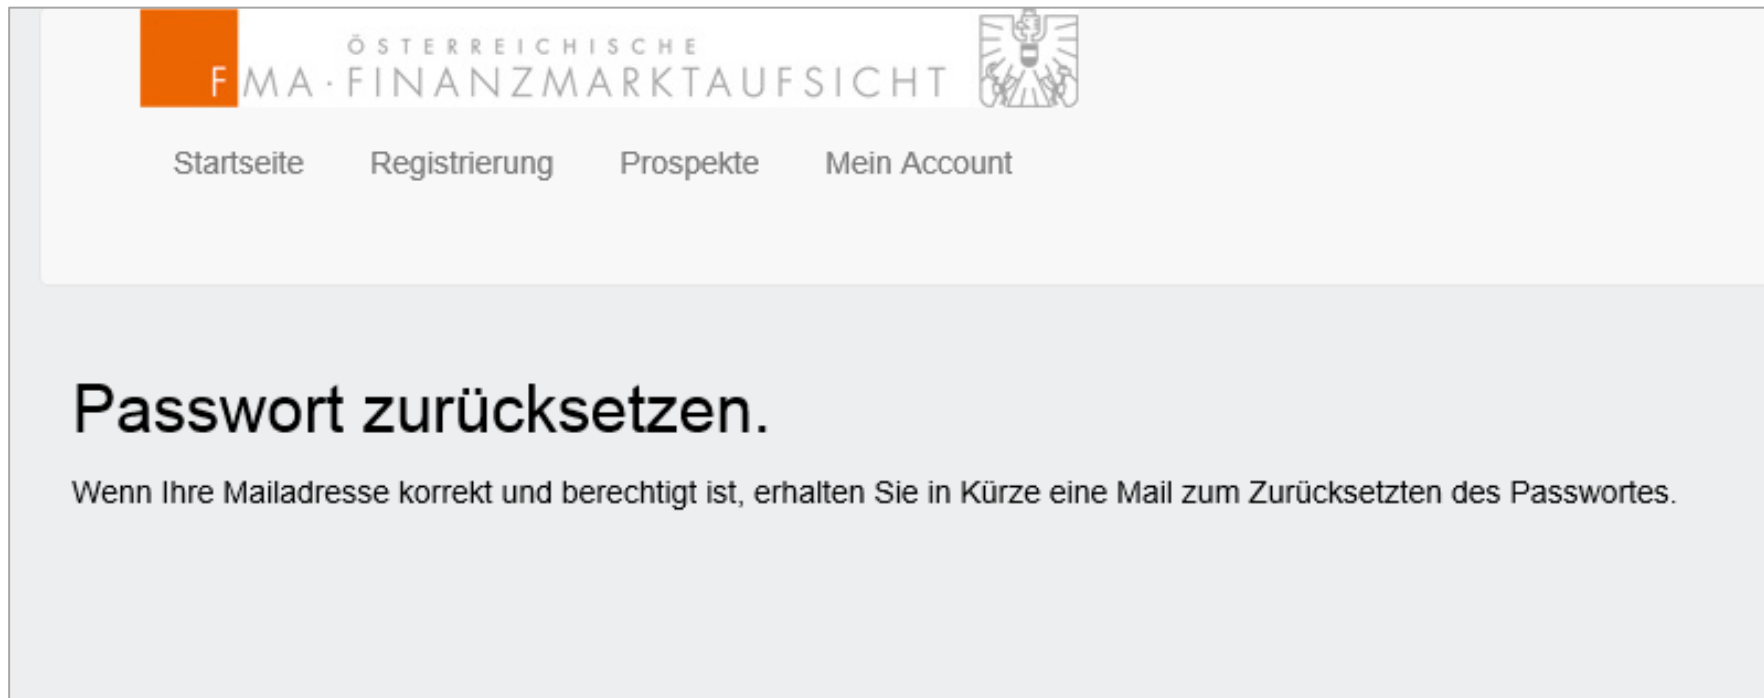 ÖSTERREICHISCHE
FMA · FINANZMARKTAUFSICHT
Startseite Registrierung Prospekte Mein Account
Passwort zurücksetzen.
Wenn Ihre Mailadresse korrekt und berechtigt ist, erhalten Sie in Kürze eine Mail zum Zurücksetzten des Passwortes.